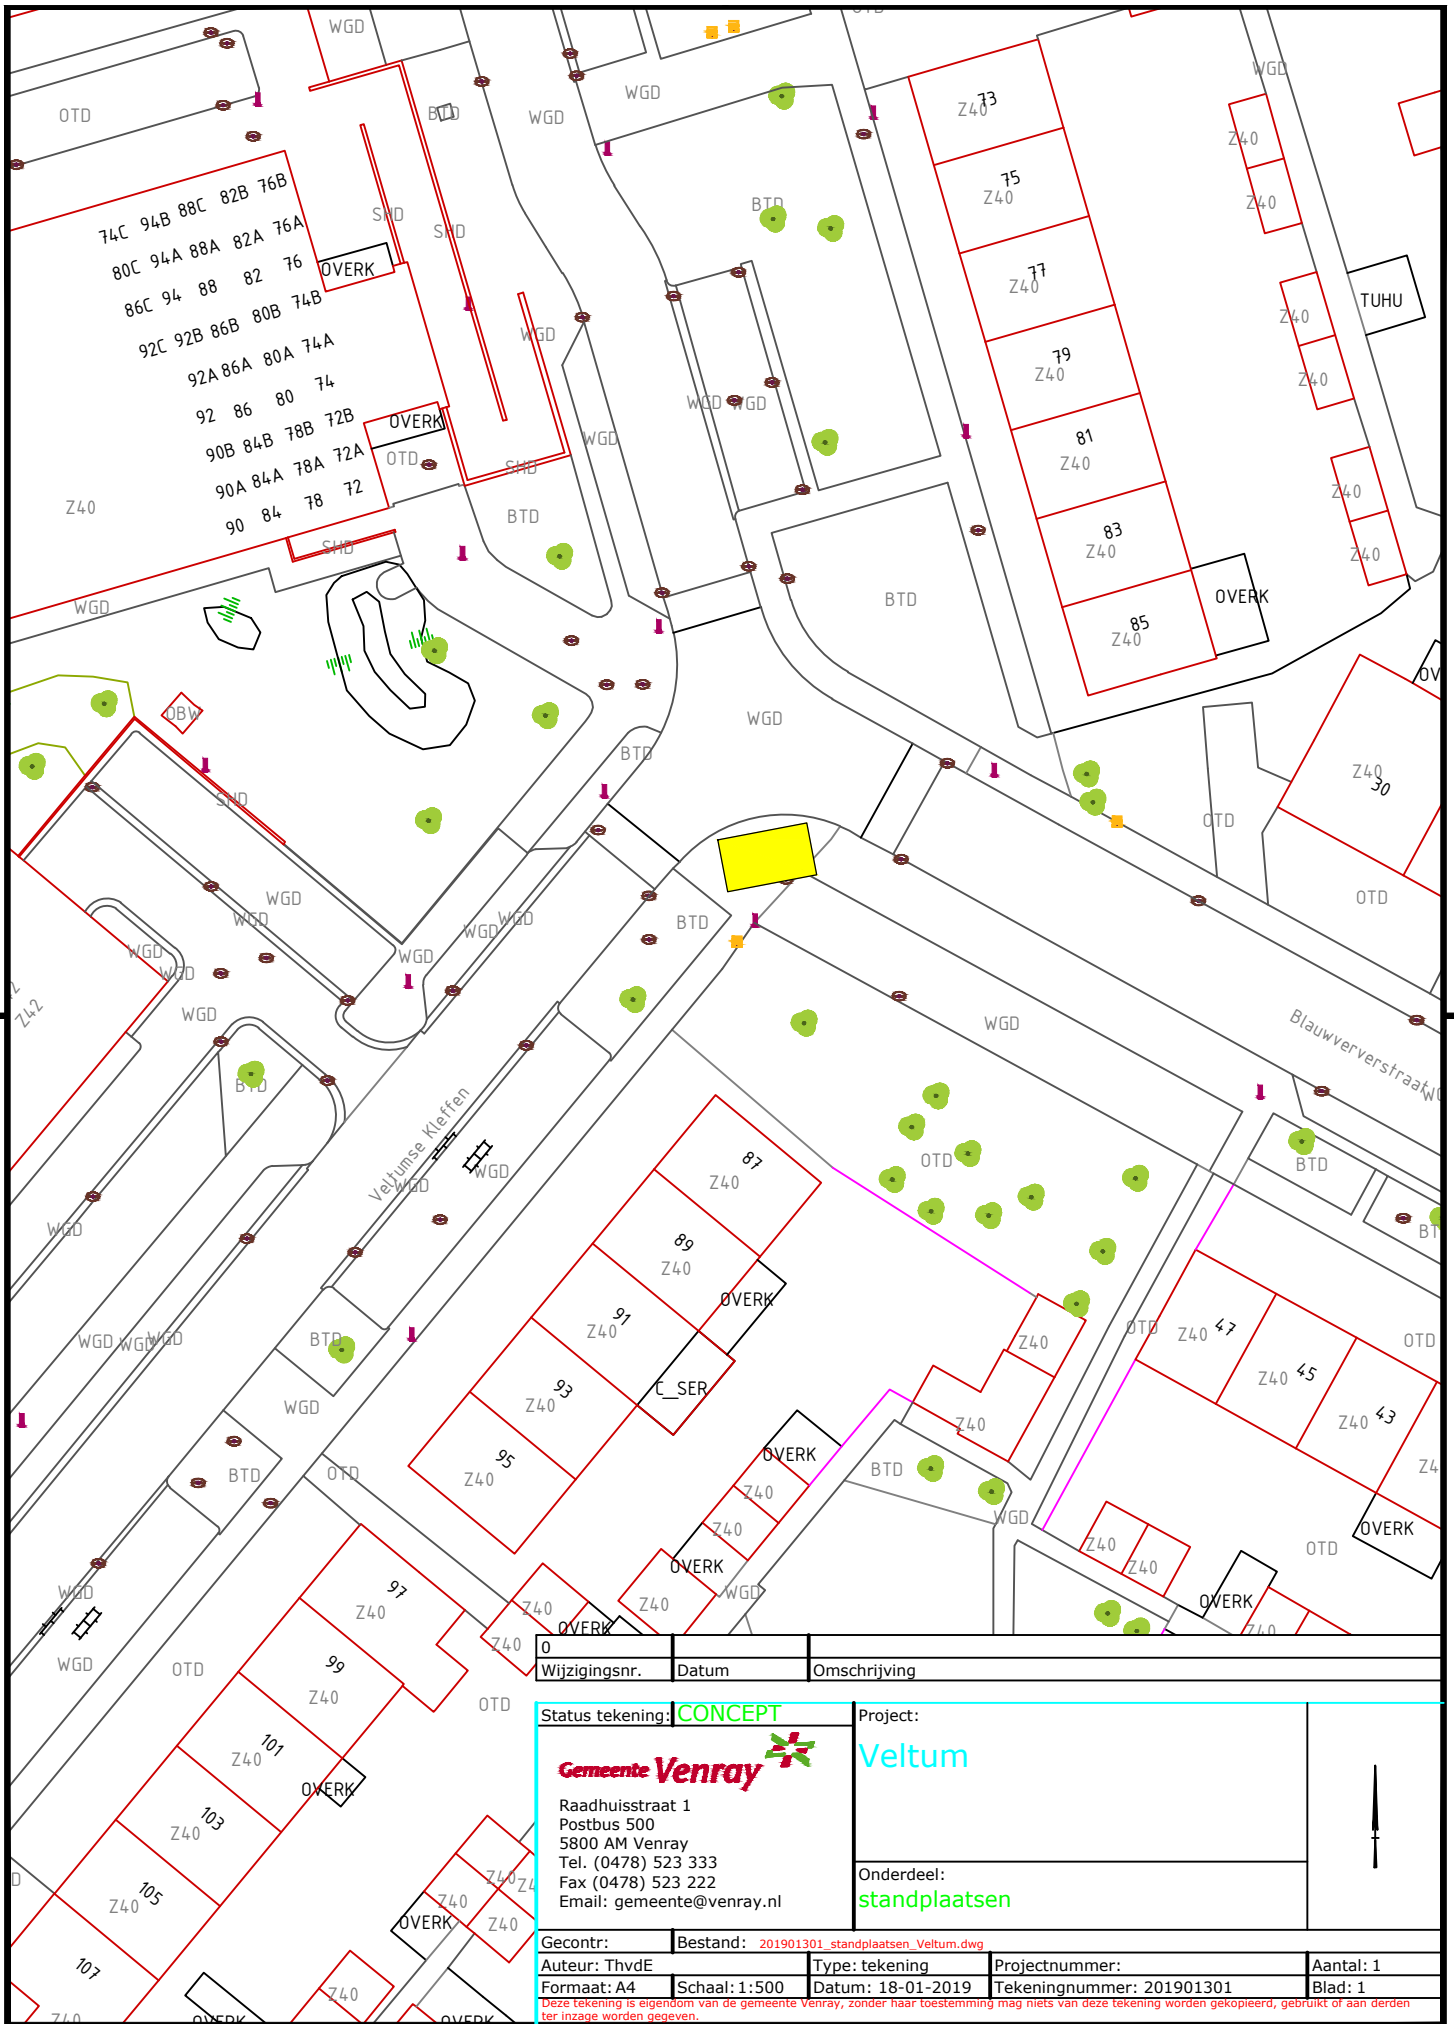 WGD
OTD
WGD
OTD
BTD
WGD
WGD
73
Z40
Z40
75
Z40
Z40
BTD
SHD
SHD
74C 94B 88C 82B 76B
80C 94A 88A 82A 76A
86C 94 88 82 76
92C 92B 86B 80B 74B
92A 86A 80A 74A
92 86 80 74
90B 84B 78B 72B
90A 84A 78A 72A
90 84 78 72
OVERK
77
Z40
TUHU
Z40
WGD
79
Z40
Z40
WGD WGD
OVERK
WGD
OTD
SHD
81
Z40
Z40
Z40
BTD
83
Z40
Z40
SHD
WGD
BTD
OVERK
85
Z40
OBW
WGD
BTD
OV
Z40
30
SHD
OTD
WGD
WGD
OTD
WGD
WGD
BTD
WGD
WGD
WGD
Z42
WGD
WGD
Blauwververstraat
WG
BTD
Veltumse Kleffen
WGD
WGD
87
Z40
OTD
BTD
BT
WGD
89
Z40
OVERK
91
Z40
WGD
WGD
WGD
BTD
Z40
OTD
47
Z40
OTD
45
Z40
43
Z40
C_SER
93
Z40
WGD
Z40
OVERK
BTD
95
Z40
Z4
BTD
OTD
Z40
WGD
OVERK
Z40
OTD
Z40
Z40
OVERK
WGD
97
Z40
WGD
Z40
Z40
OVERK
OVERK
Z40
Z40
WGD
99
Z40
OTD
OTD
101
Z40
OVERK
103
Z40
105
Z40
D
Z40
Z4
Z40
Z40
OVERK
107
Z40
Z40
OVERK
OVERK
0
Wijzigingsnr. Datum Omschrijving
Status tekening: CONCEPT
Project:
Veltum
Gemeente Venray
Raadhuisstraat 1
Postbus 500
5800 AM Venray
Tel. (0478) 523 333
Fax (0478) 523 222
Email: gemeente@venray.nl
Onderdeel:
standplaatsen
Gecontr: Bestand: 201901301_standplaatsen_Veltum.dwg
Auteur: ThvdE Type: tekening Projectnummer: Aantal: 1
Formaat: A4 Schaal: 1:500 Datum: 18-01-2019 Tekeningnummer: 201901301 Blad: 1
Deze tekening is eigendom van de gemeente Venray, zonder haar toestemming mag niets van deze tekening worden gekopieerd, gebruikt of aan derden
ter inzage worden gegeven.